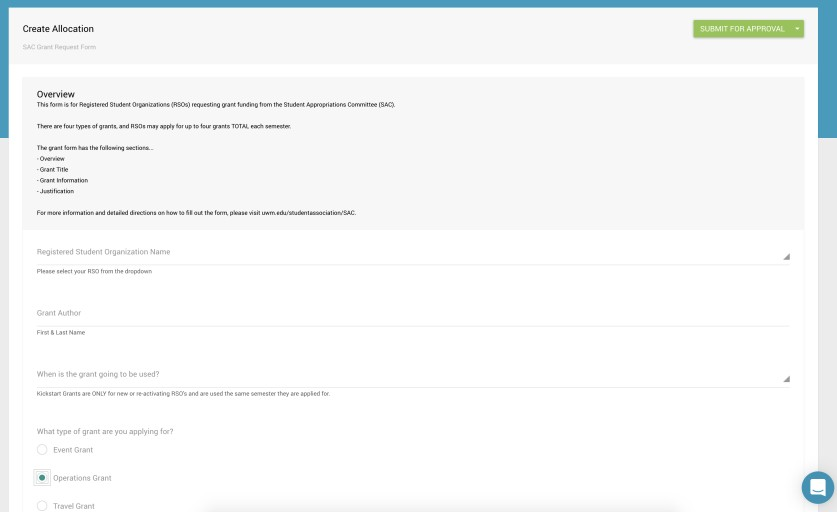 Create Allocation
SUBMIT FOR APPROVAL
SAC Grant Request Form
Overview
This form is for Registered Student Organizations (RSOs) requesting grant funding from the Student Appropriations Committee (SAC).
There are four types of grants, and RSOs may apply for up to four grants TOTAL each semester.
The grant form has the following sections...
- Overview
- Grant Title
- Grant Information
- Justification
For more information and detailed directions on how to fill out the form, please visit uwm.edu/studentassociation/SAC.
Registered Student Organization Name
Please select your RSO from the dropdown
Grant Author
First & Last Name
When is the grant going to be used?
Kickstart Grants are ONLY for new or re-activating RSO's and are used the same semester they are applied for.
What type of grant are you applying for?
Event Grant
Operations Grant
Travel Grant